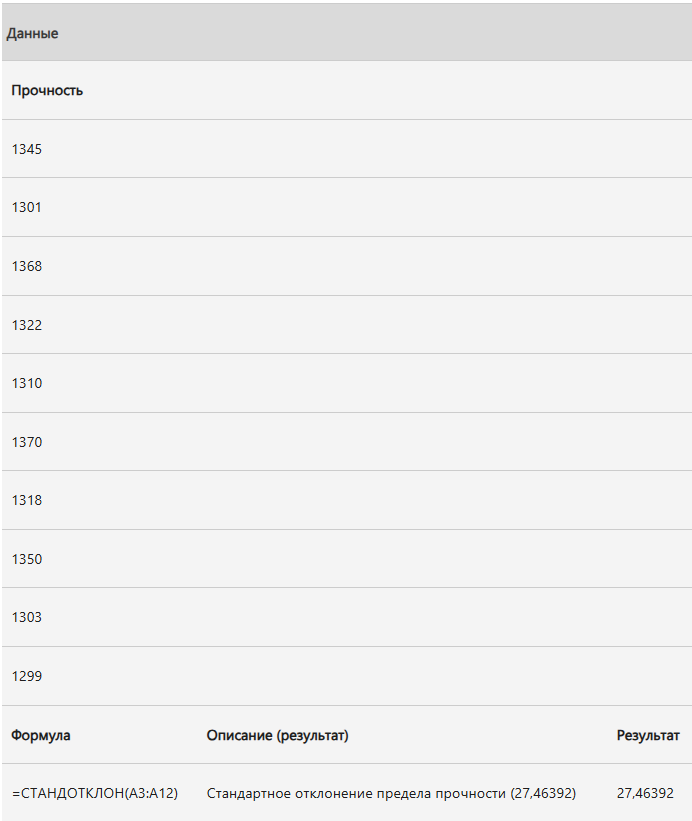 Данные
Прочность
1345
1301
1368
1322
1310
1370
1318
1350
1303
1299
Формула Описание (результат) Результат
=СТАНДОТКЛОН(A3:A12) Стандартное отклонение предела прочности (27,46392) 27,46392